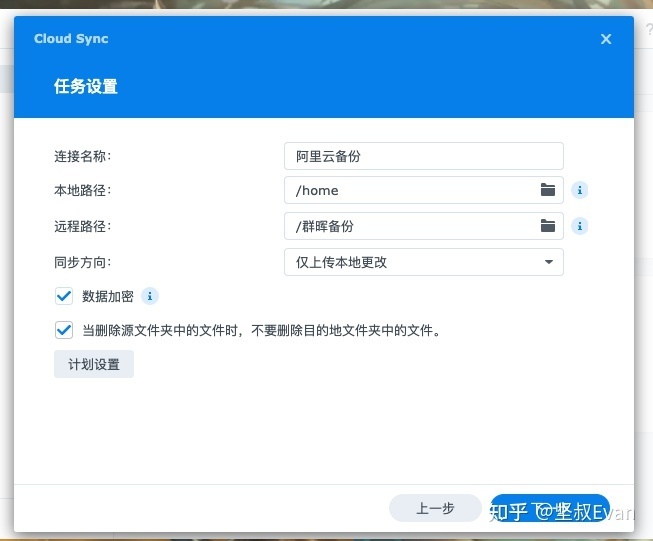 Cloud Sync
任务设置
连接名称：
阿里云备份
本地路径：
/home
远程路径：
/群晖备份
同步方向：
仅上传本地更改
数据加密
当删除源文件夹中的文件时，不要删除目的地文件夹中的文件。
计划设置
上一步
知乎 @圣叔Evan